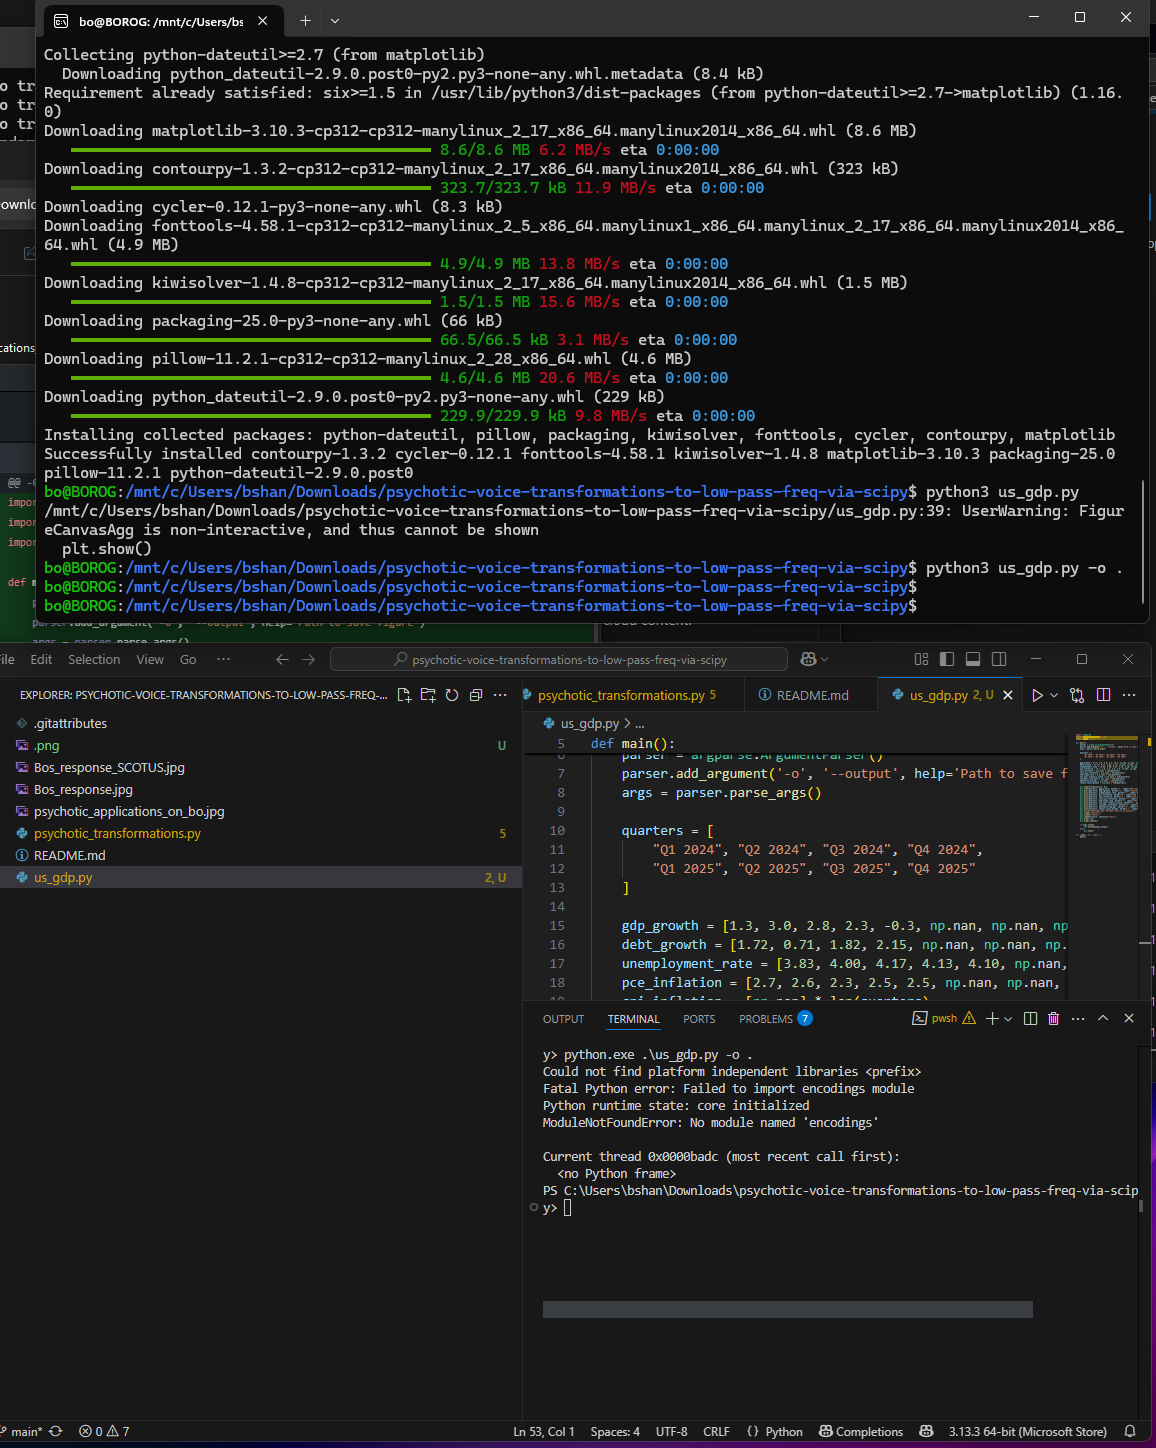 bo@BOROG: /mnt/c/Users/bs
Collecting python-dateutil>=2.7 (from matplotlib)
  Downloading python_dateutil-2.9.0.post0-py2.py3-none-any.whl.metadata (8.4 kB)
Requirement already satisfied: six>=1.5 in /usr/lib/python3/dist-packages (from python-dateutil>=2.7->matplotlib) (1.16.
0)
Downloading matplotlib-3.10.3-cp312-cp312-manylinux_2_17_x86_64.manylinux2014_x86_64.whl (8.6 MB)
8.6/8.6 MB 6.2 MB/s eta 0:00:00
Downloading contourpy-1.3.2-cp312-cp312-manylinux_2_17_x86_64.manylinux2014_x86_64.whl (323 kB)
323.7/323.7 kB 11.9 MB/s eta 0:00:00
Downloading cycler-0.12.1-py3-none-any.whl (8.3 kB)
Downloading fonttools-4.58.1-cp312-cp312-manylinux_2_5_x86_64.manylinux1_x86_64.manylinux_2_17_x86_64.manylinux2014_x86_
64.whl (4.9 MB)
4.9/4.9 MB 13.8 MB/s eta 0:00:00
Downloading kiwisolver-1.4.8-cp312-cp312-manylinux_2_17_x86_64.manylinux2014_x86_64.whl (1.5 MB)
1.5/1.5 MB 15.6 MB/s eta 0:00:00
Downloading packaging-25.0-py3-none-any.whl (66 kB)
66.5/66.5 kB 3.1 MB/s eta 0:00:00
Downloading pillow-11.2.1-cp312-cp312-manylinux_2_28_x86_64.whl (4.6 MB)
4.6/4.6 MB 20.6 MB/s eta 0:00:00
Downloading python_dateutil-2.9.0.post0-py2.py3-none-any.whl (229 kB)
229.9/229.9 kB 9.8 MB/s eta 0:00:00
Installing collected packages: python-dateutil, pillow, packaging, kiwisolver, fonttools, cycler, contourpy, matplotlib
Successfully installed contourpy-1.3.2 cycler-0.12.1 fonttools-4.58.1 kiwisolver-1.4.8 matplotlib-3.10.3 packaging-25.0
pillow-11.2.1 python-dateutil-2.9.0.post0
bo@BOROG:/mnt/c/Users/bshan/Downloads/psychotic-voice-transformations-to-low-pass-freq-via-scipy$ python3 us_gdp.py
/mnt/c/Users/bshan/Downloads/psychotic-voice-transformations-to-low-pass-freq-via-scipy/us_gdp.py:39: UserWarning: Figur
eCanvasAgg is non-interactive, and thus cannot be shown
  plt.show()
bo@BOROG:/mnt/c/Users/bshan/Downloads/psychotic-voice-transformations-to-low-pass-freq-via-scipy$ python3 us_gdp.py -o .
bo@BOROG:/mnt/c/Users/bshan/Downloads/psychotic-voice-transformations-to-low-pass-freq-via-scipy$
bo@BOROG:/mnt/c/Users/bshan/Downloads/psychotic-voice-transformations-to-low-pass-freq-via-scipy$
ile Edit Selection View Go ···
psychotic-voice-transformations-to-low-pass-freq-via-scipy
EXPLORER: PSYCHOTIC-VOICE-TRANSFORMATIONS-TO-LOW-PASS-FREQ-...
.gitattributes
.png U
Bos_response_SCOTUS.jpg
Bos_response.jpg
psychotic_applications_on_bo.jpg
psychotic_transformations.py 5
README.md
us_gdp.py 2, U
psychotic_transformations.py 5
README.md
us_gdp.py 2, U
us_gdp.py > ...
5 def main():
6 parser = argparse.ArgumentParser()
7 parser.add_argument('-o', '--output', help='Path to save f
8 args = parser.parse_args()
9
10 quarters = [
11 "Q1 2024", "Q2 2024", "Q3 2024", "Q4 2024",
12 "Q1 2025", "Q2 2025", "Q3 2025", "Q4 2025"
13 ]
14
15 gdp_growth = [1.3, 3.0, 2.8, 2.3, -0.3, np.nan, np.nan, np
16 debt_growth = [1.72, 0.71, 1.82, 2.15, np.nan, np.nan, np.
17 unemployment_rate = [3.83, 4.00, 4.17, 4.13, 4.10, np.nan,
18 pce_inflation = [2.7, 2.6, 2.3, 2.5, 2.5, np.nan, np.nan,
OUTPUT TERMINAL PORTS PROBLEMS 7
pwsh
y> python.exe .\us_gdp.py -o .
Could not find platform independent libraries <prefix>
Fatal Python error: Failed to import encodings module
Python runtime state: core initialized
ModuleNotFoundError: No module named 'encodings'
Current thread 0x0000badc (most recent call first):
  <no Python frame>
PS C:\Users\bshan\Downloads\psychotic-voice-transformations-to-low-pass-freq-via-scip
y>
main* 0 7
Ln 53, Col 1 Spaces: 4 UTF-8 CRLF {} Python Completions 3.13.3 64-bit (Microsoft Store)